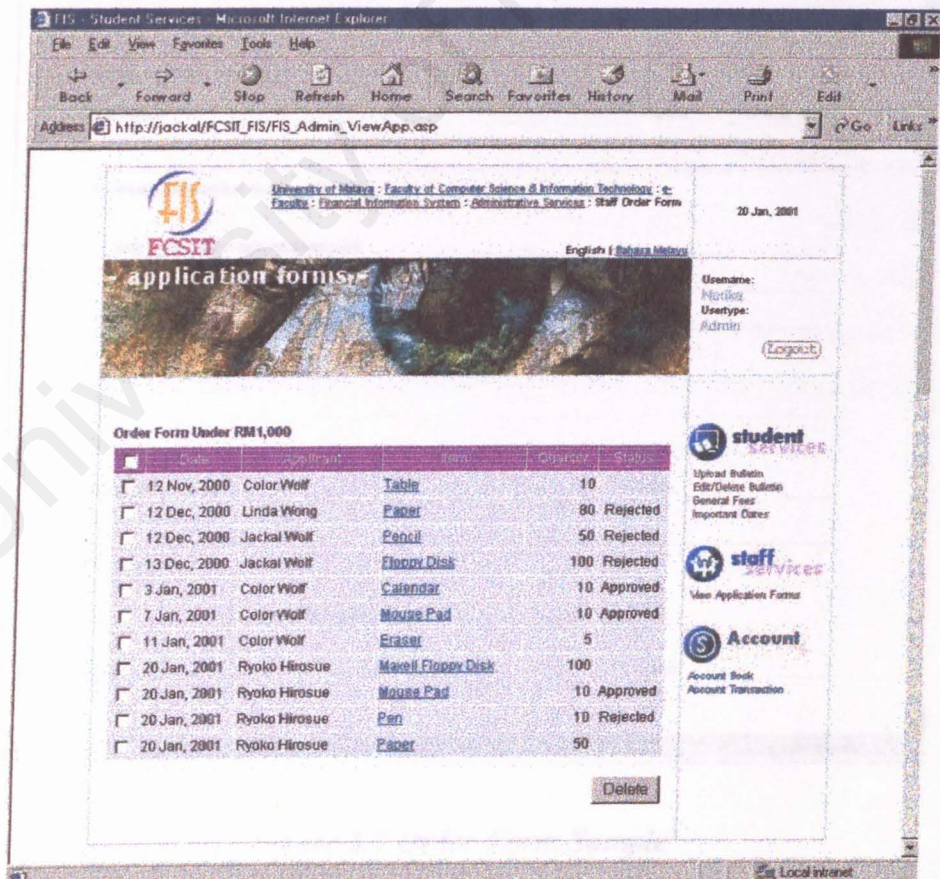 FIS - Student Services - Microsoft Internet Explorer
File Edit View Favorites Tools Help
Back Forward Stop Refresh Home Search Favorites History Mail Print Edit
Address http://jackal/FCSIT_FIS/FIS_Admin_ViewApp.asp Go Links
FIS
FCSIT
University of Malaya : Faculty of Computer Science & Information Technology : e-
Faculty : Financial Information System : Administrative Services : Staff Order Form
20 Jan, 2001
English | Bahasa Melayu
- application forms -
Username:
Usertype:
Admin
Logout
Order Form Under RM1,000
Date Applicant Item Quantity Status
12 Nov, 2000 Color Wolf Table 10
12 Dec, 2000 Linda Wong Paper 80 Rejected
12 Dec, 2000 Jackal Wolf Pencil 50 Rejected
13 Dec, 2000 Jackal Wolf Floppy Disk 100 Rejected
3 Jan, 2001 Color Wolf Calendar 10 Approved
7 Jan, 2001 Color Wolf Mouse Pad 10 Approved
11 Jan, 2001 Color Wolf Eraser 5
20 Jan, 2001 Ryoko Hirosue Maxell Floppy Disk 100
20 Jan, 2001 Ryoko Hirosue Mouse Pad 10 Approved
20 Jan, 2001 Ryoko Hirosue Pen 10 Rejected
20 Jan, 2001 Ryoko Hirosue Paper 50
Delete
student
services
Upload Bulletin
Edit/Delete Bulletin
General Fees
Important Dates
staff
services
View Application Forms
Account
Account Book
Account Transaction
Local intranet